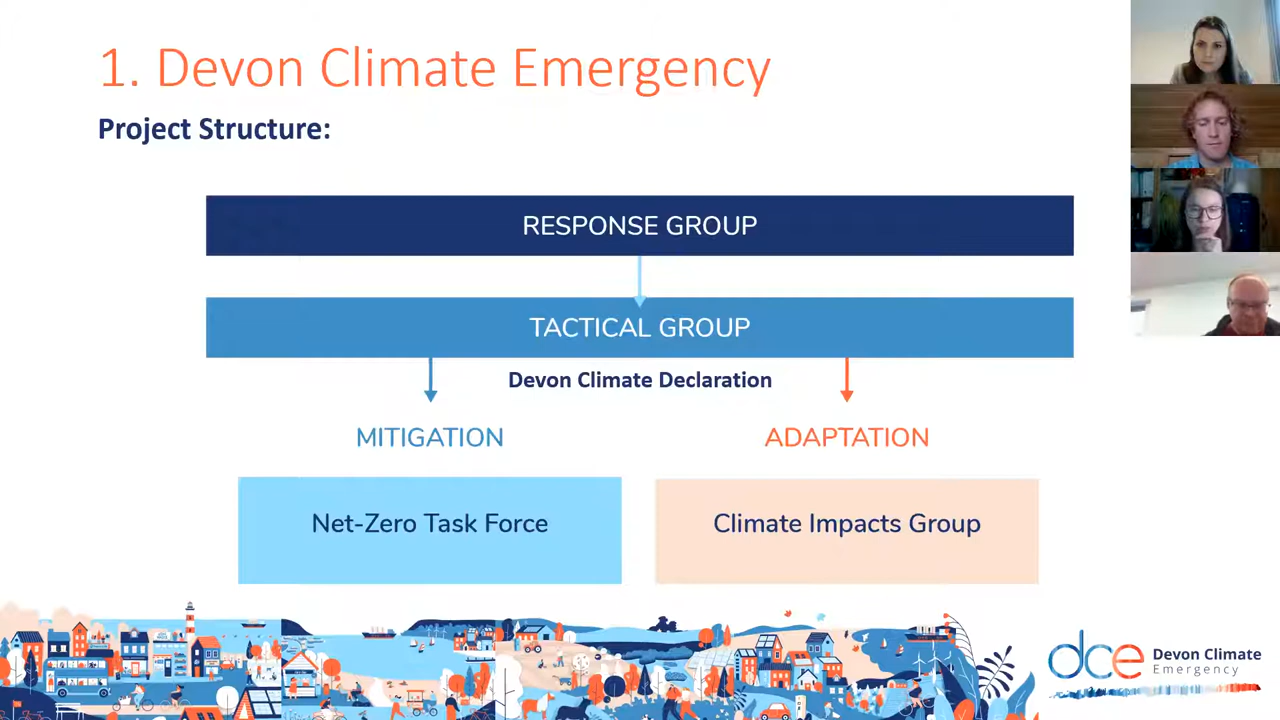 1. Devon Climate Emergency
Project Structure:
RESPONSE GROUP
TACTICAL GROUP
Devon Climate Declaration
MITIGATION
ADAPTATION
Net-Zero Task Force
Climate Impacts Group
dce
Devon Climate
Emergency